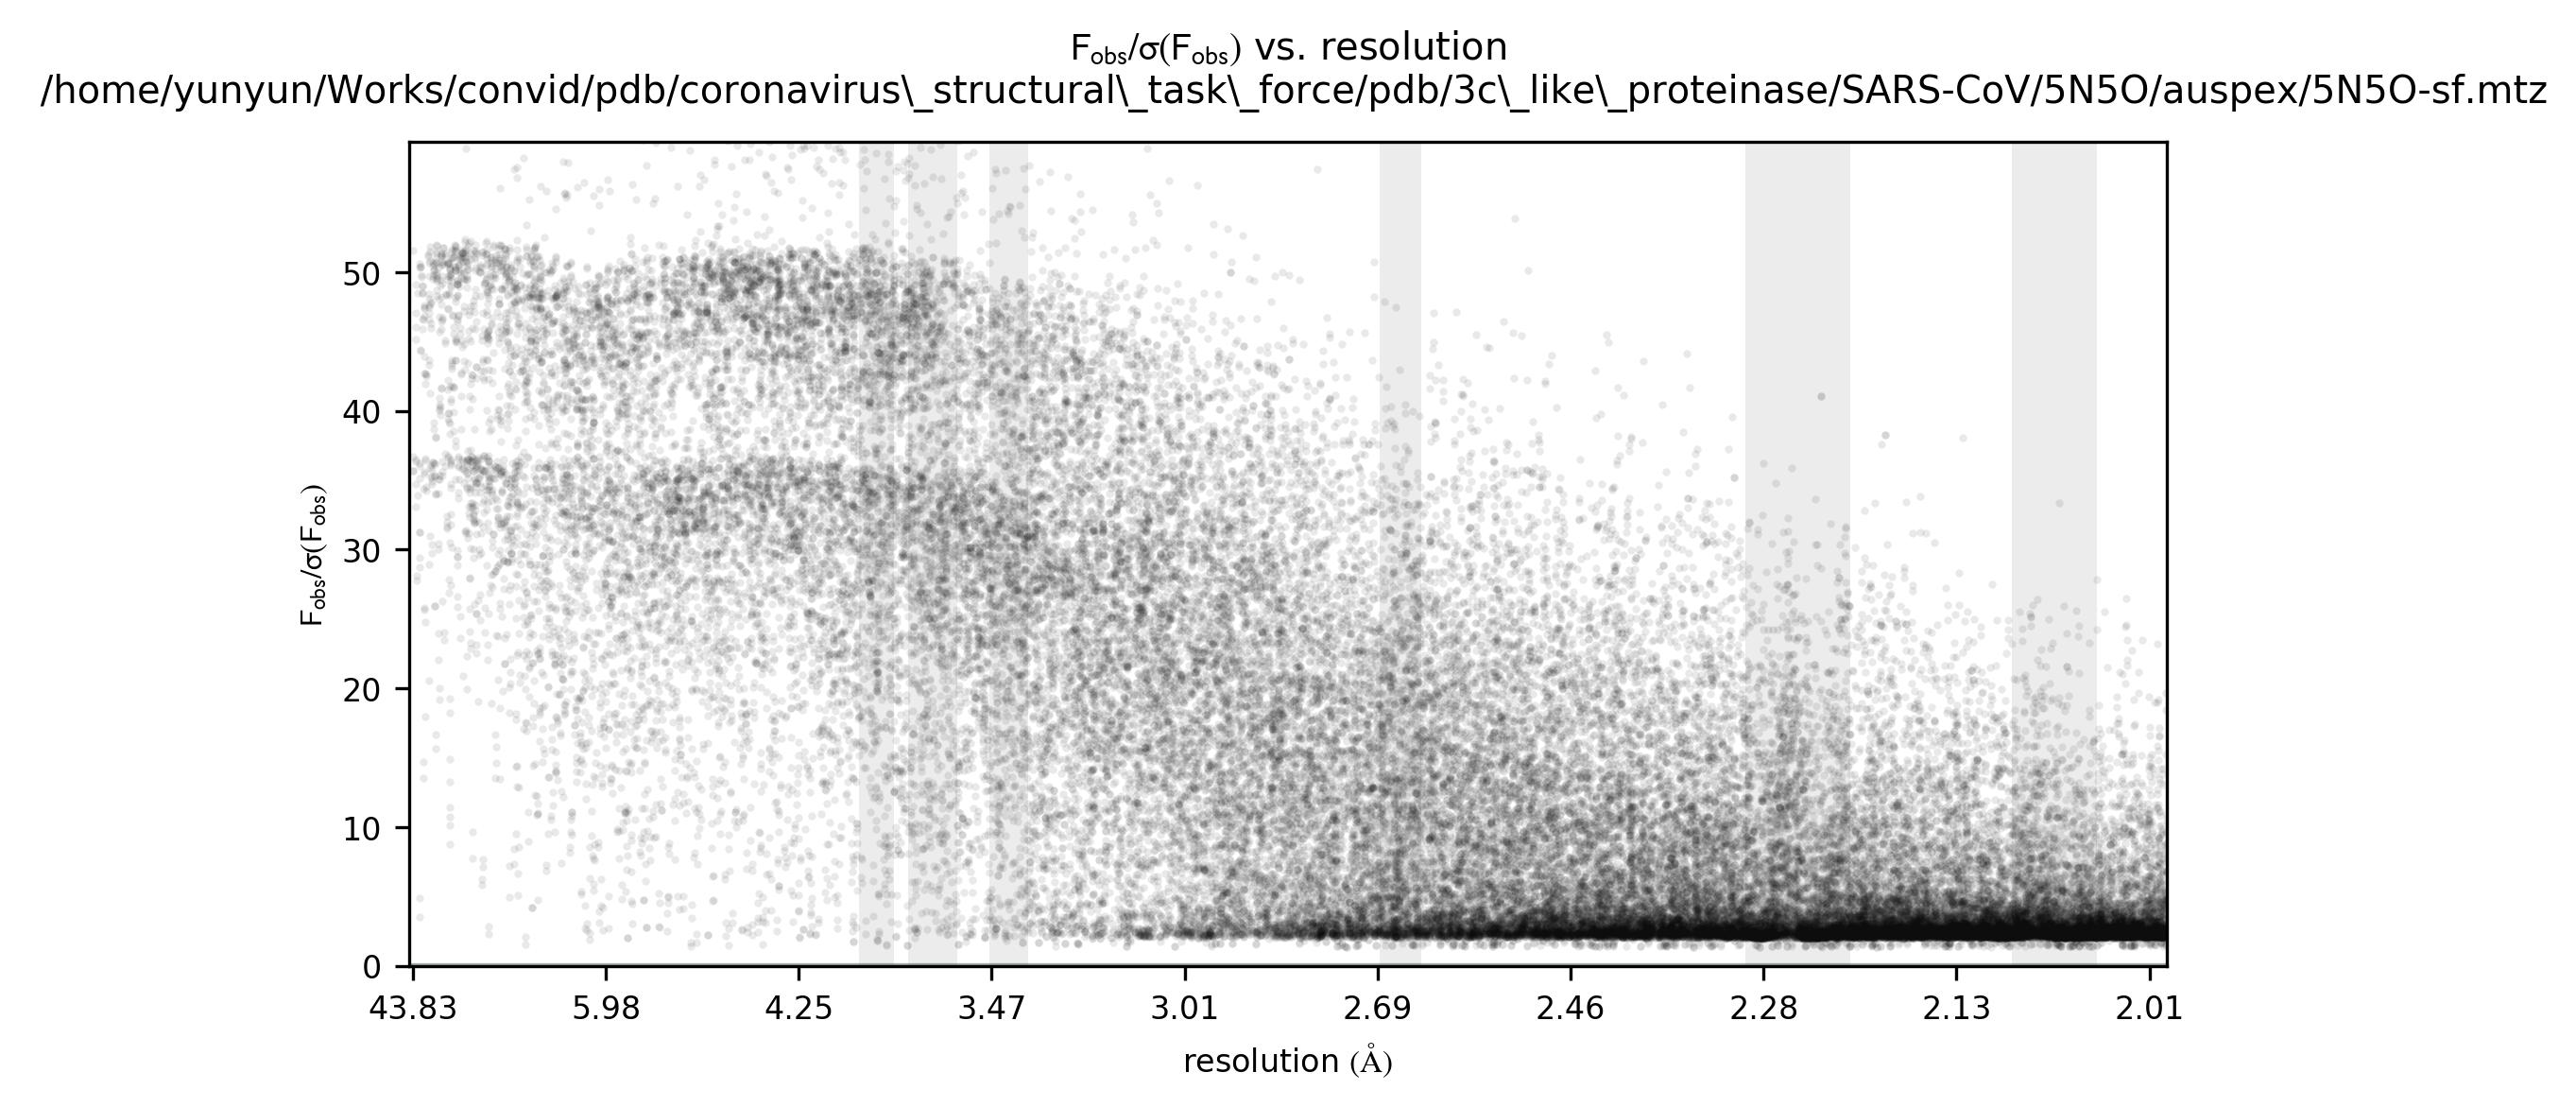 Fobs/σ(Fobs) vs. resolution
/home/yunyun/Works/convid/pdb/coronavirus\_structural\_task\_force/pdb/3c\_like\_proteinase/SARS-CoV/5N5O/auspex/5N5O-sf.mtz
Fobs/σ(Fobs)
50
40
30
20
10
0
43.83 5.98 4.25 3.47 3.01 2.69 2.46 2.28 2.13 2.01
resolution (Å)